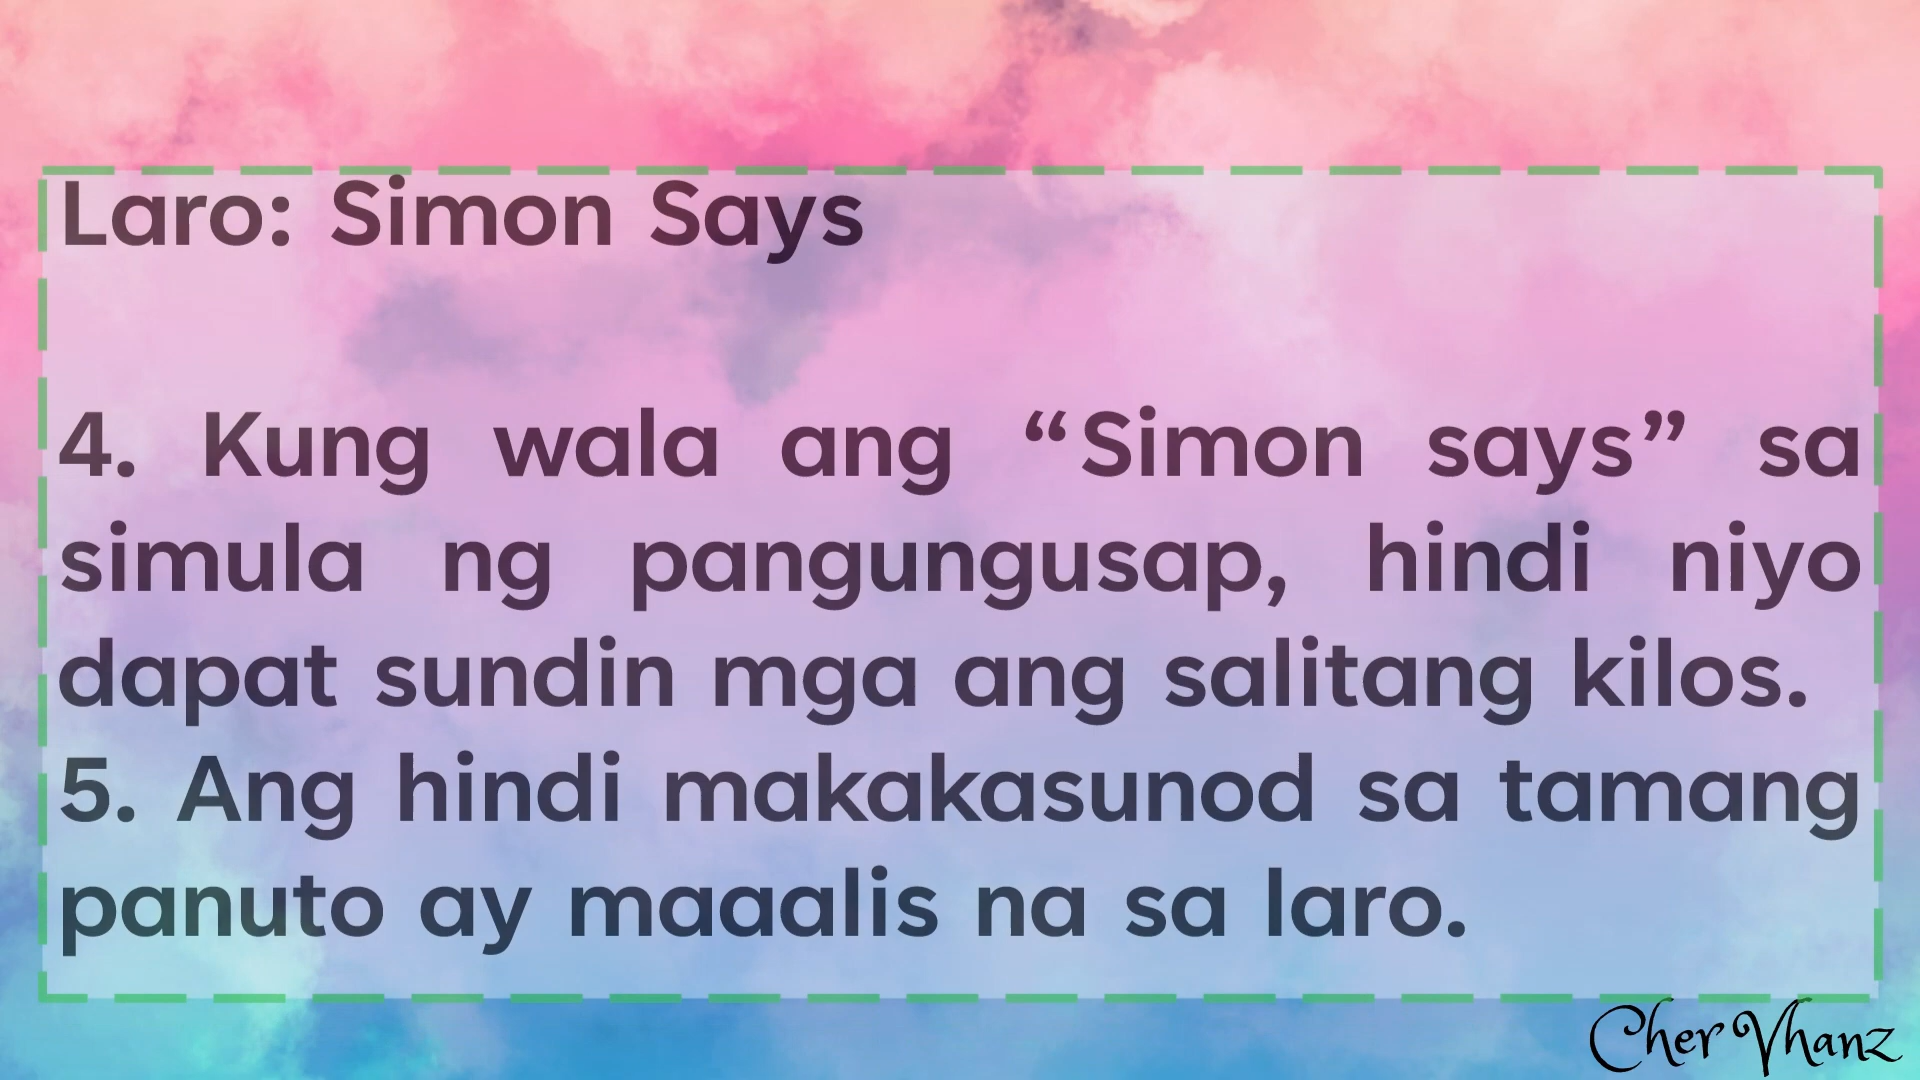 Laro: Simon Says
4. Kung wala ang “Simon says” sa
simula ng pangungusap, hindi niyo
dapat sundin mga ang salitang kilos.
5. Ang hindi makakasunod sa tamang
panuto ay maaalis na sa laro.
Cher Vhanz